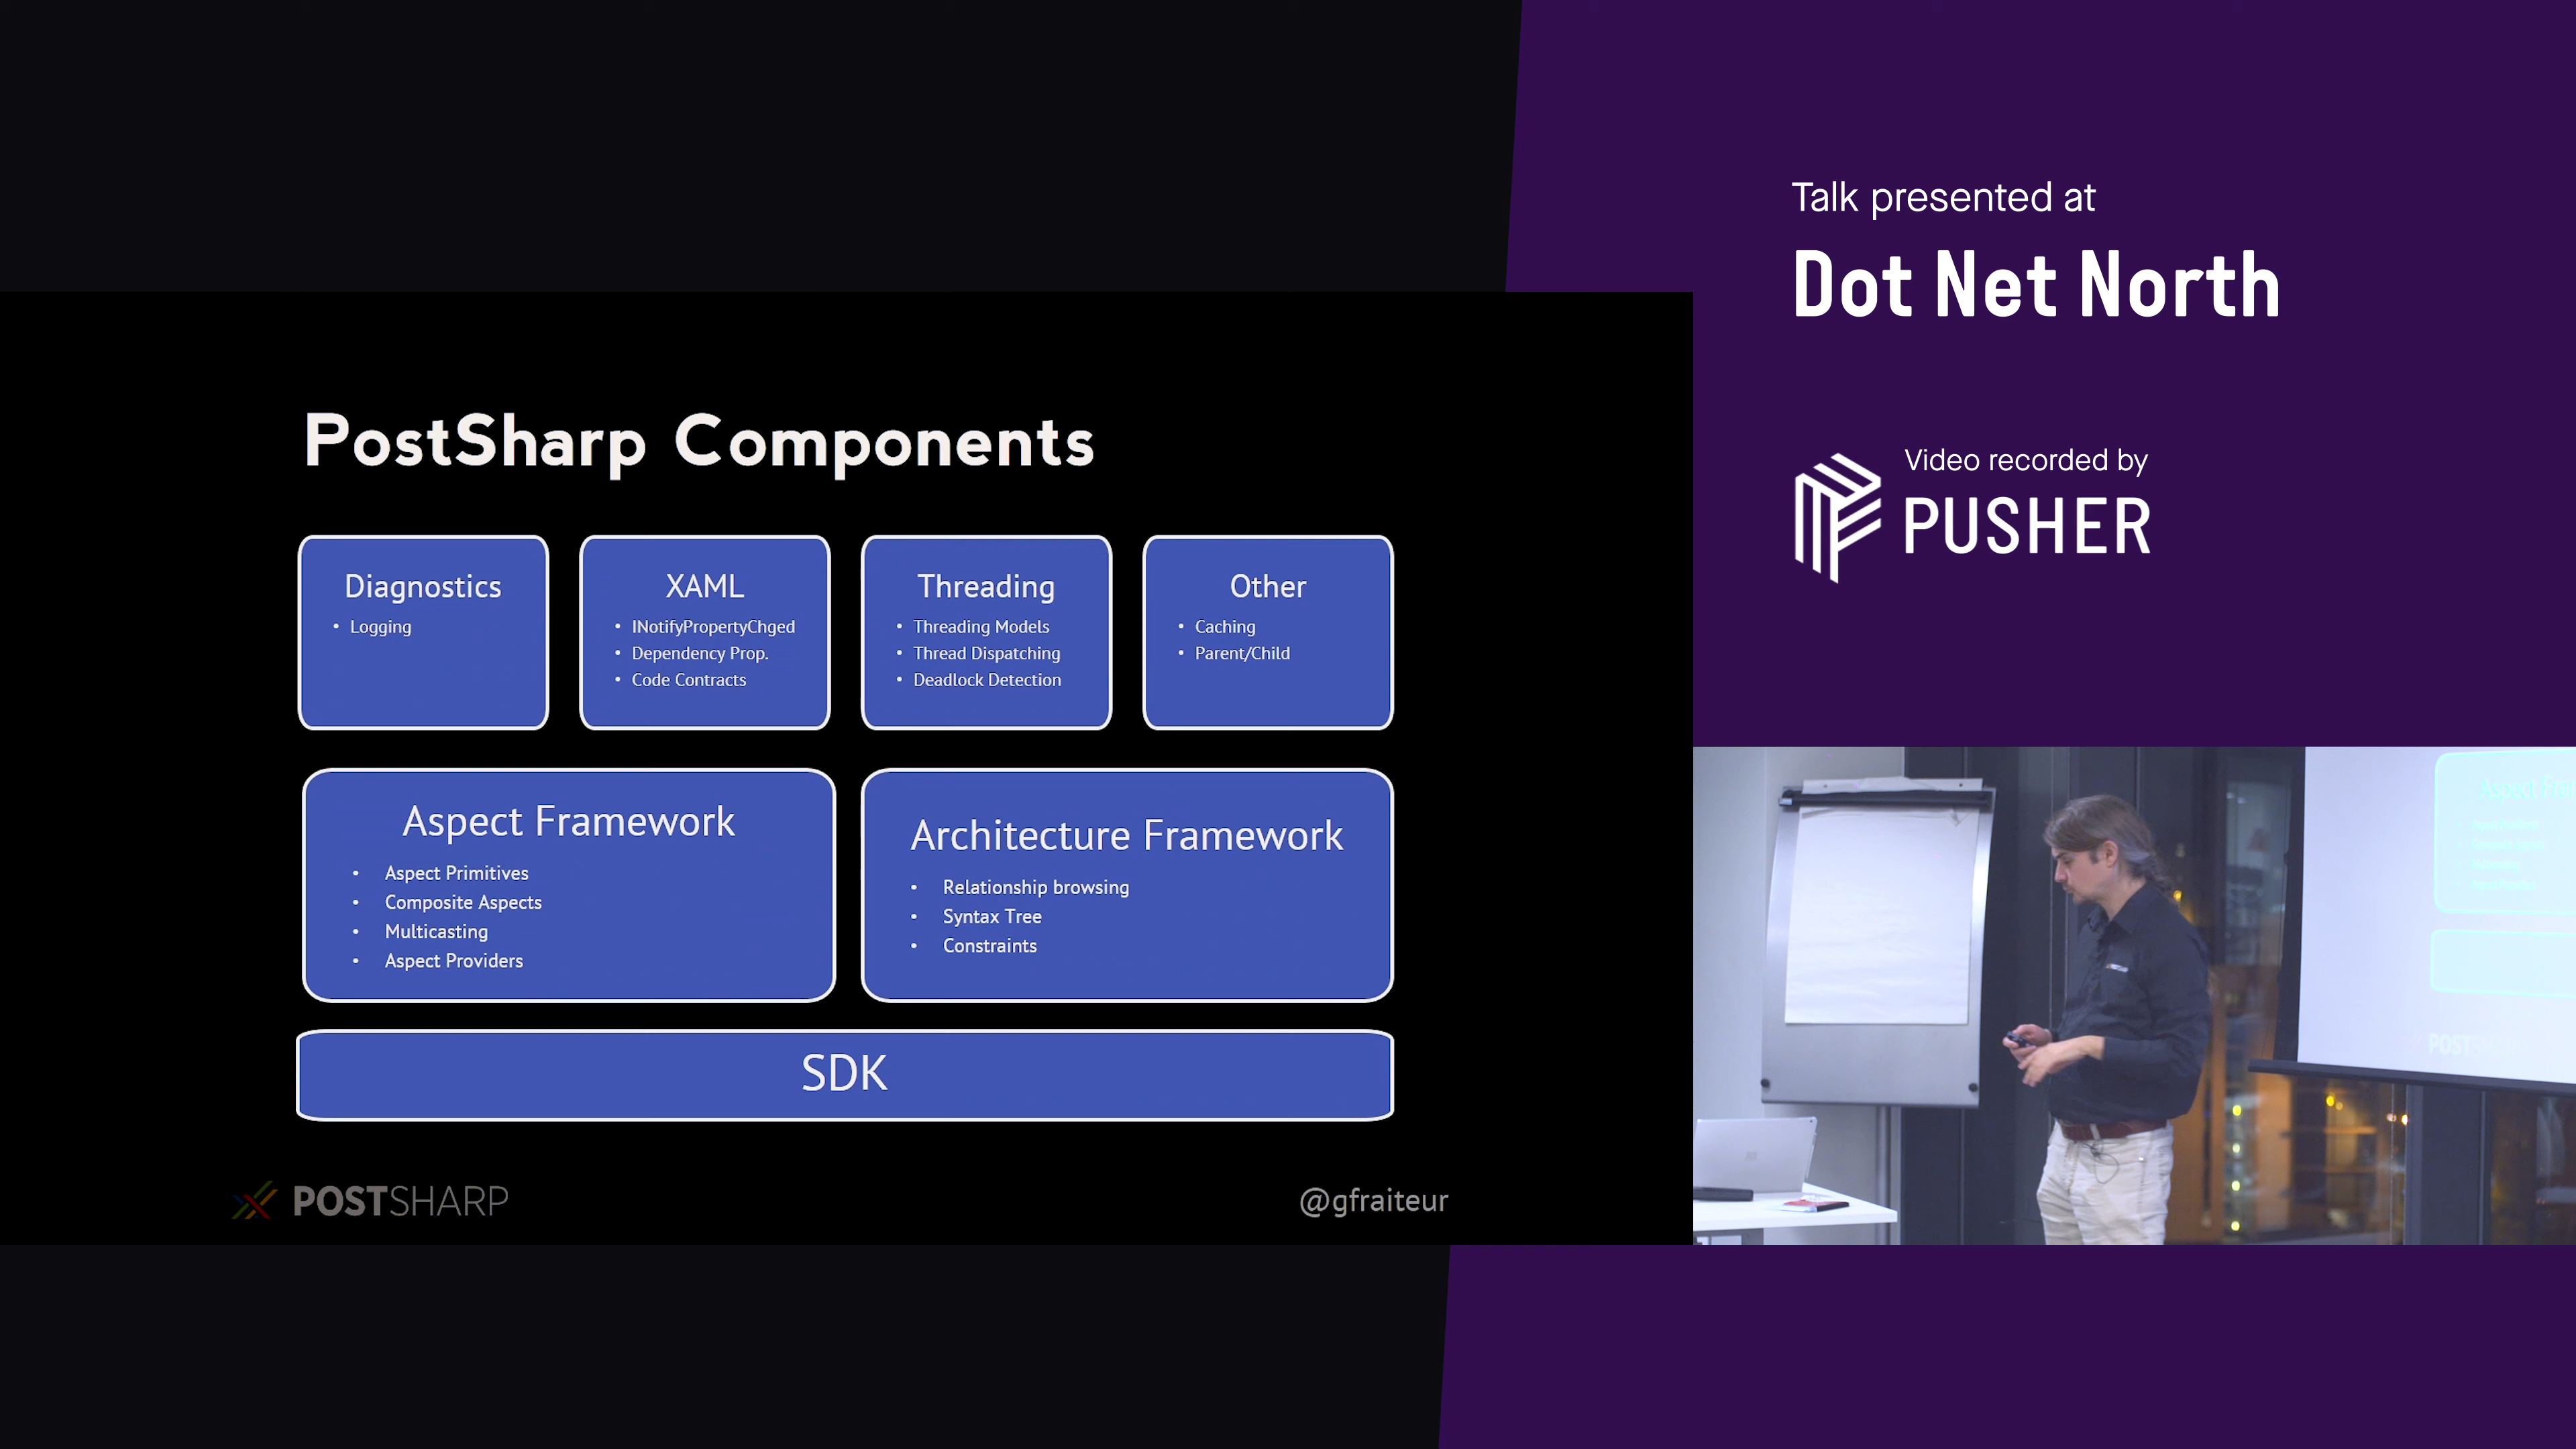 Talk presented at
Dot Net North
Video recorded by
PUSHER
PostSharp Components
Diagnostics
• Logging
XAML
• INotifyPropertyChged
• Dependency Prop.
• Code Contracts
Threading
• Threading Models
• Thread Dispatching
• Deadlock Detection
Other
• Caching
• Parent/Child
Aspect Framework
• Aspect Primitives
• Composite Aspects
• Multicasting
• Aspect Providers
Architecture Framework
• Relationship browsing
• Syntax Tree
• Constraints
SDK
POSTSHARP
@gfraiteur